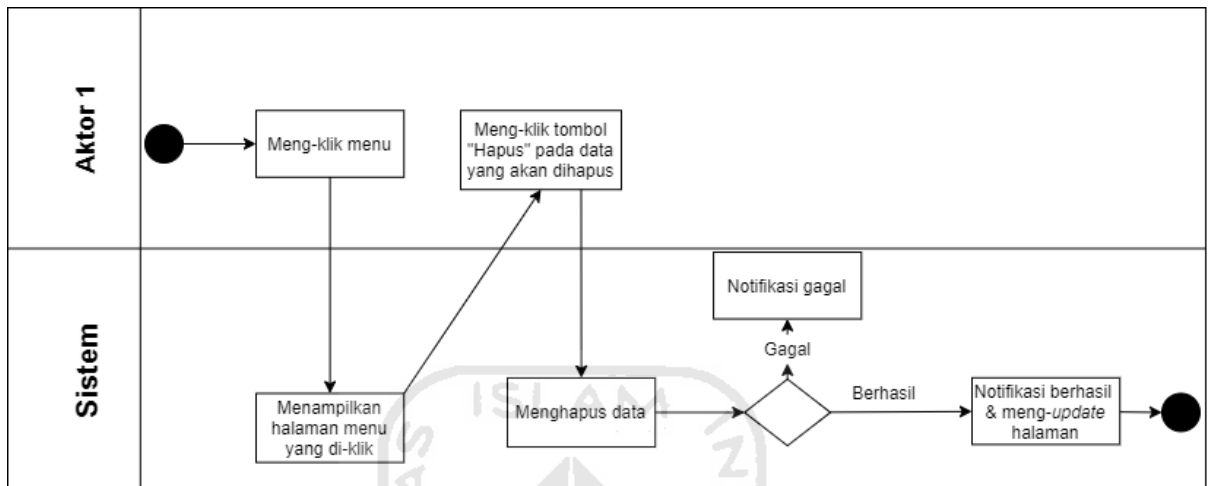 Aktor 1
Meng-klik menu
Meng-klik tombol
"Hapus" pada data
yang akan dihapus
Sistem
Menampilkan
halaman menu
yang di-klik
Menghapus data
Notifikasi gagal
Gagal
Berhasil
Notifikasi berhasil
& meng-update
halaman
ISLAM